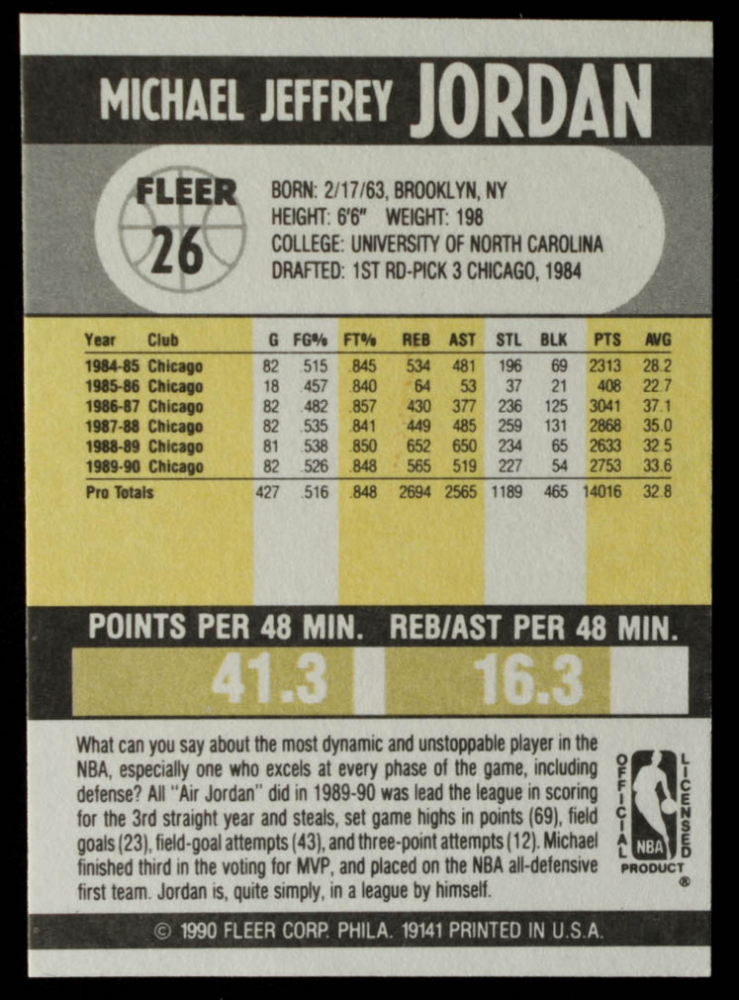 MICHAEL JEFFREY JORDAN
FLEER
26
BORN: 2/17/63, BROOKLYN, NY
HEIGHT: 6'6" WEIGHT: 198
COLLEGE: UNIVERSITY OF NORTH CAROLINA
DRAFTED: 1ST RD-PICK 3 CHICAGO, 1984
Year Club G FG% FT% REB AST STL BLK PTS AVG
1984-85 Chicago 82 .515 .845 534 481 196 69 2313 28.2
1985-86 Chicago 18 .457 .840 64 53 37 21 408 22.7
1986-87 Chicago 82 .482 .857 430 377 236 125 3041 37.1
1987-88 Chicago 82 .535 .841 449 485 259 131 2868 35.0
1988-89 Chicago 81 .538 .850 652 650 234 65 2633 32.5
1989-90 Chicago 82 .526 .848 565 519 227 54 2753 33.6
Pro Totals 427 .516 .848 2694 2565 1189 465 14016 32.8
POINTS PER 48 MIN. REB/AST PER 48 MIN.
41.3 16.3
What can you say about the most dynamic and unstoppable player in the
NBA, especially one who excels at every phase of the game, including
defense? All "Air Jordan" did in 1989-90 was lead the league in scoring
for the 3rd straight year and steals, set game highs in points (69), field
goals (23), field-goal attempts (43), and three-point attempts (12). Michael
finished third in the voting for MVP, and placed on the NBA all-defensive
first team. Jordan is, quite simply, in a league by himself.
OFFICIAL
NBA
LICENSED
PRODUCT
®
© 1990 FLEER CORP. PHILA. 19141 PRINTED IN U.S.A.